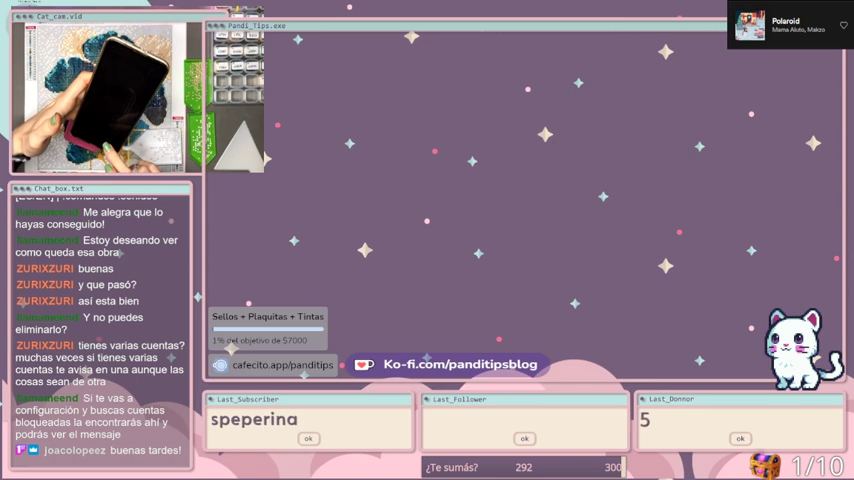 Cat_cam.vid
Pandi_Tips.exe
Polaroid
Mama Aluto, Makzo
Chat_box.txt
Me alegra que lo
hayas conseguido!
Estoy deseando ver
como queda esa obra
ZURIXZURI buenas
ZURIXZURI y que pasó?
ZURIXZURI así esta bien
Y no puedes
eliminarlo?
ZURIXZURI tienes varias cuentas?
muchas veces si tienes varias
cuentas te avisa en una aunque las
cosas sean de otra
Si te vas a
configuración y buscas cuentas
bloqueadas la encontrarás ahí y
podrás ver el mensaje
joacolopeez buenas tardes!
Sellos + Plaquitas + Tintas
1% del objetivo de $7000
cafecito.app/panditips
Ko-fi.com/panditipsblog
Last_Subscriber
speperina
ok
Last_Follower
ok
Last_Donnor
5
ok
¿Te sumás? 292 300
1/10